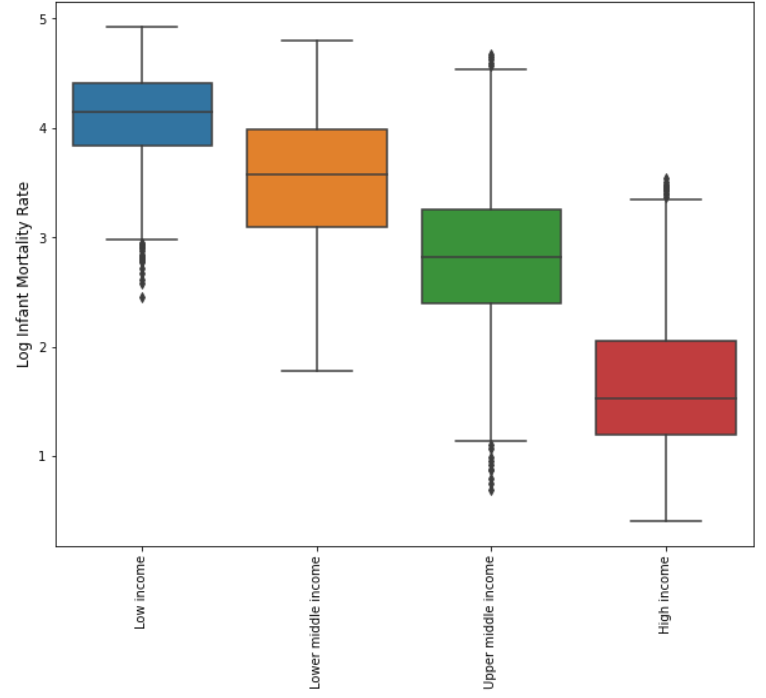 5
4
3
2
1
Log Infant Mortality Rate
Low income
Lower middle income
Upper middle income
High income